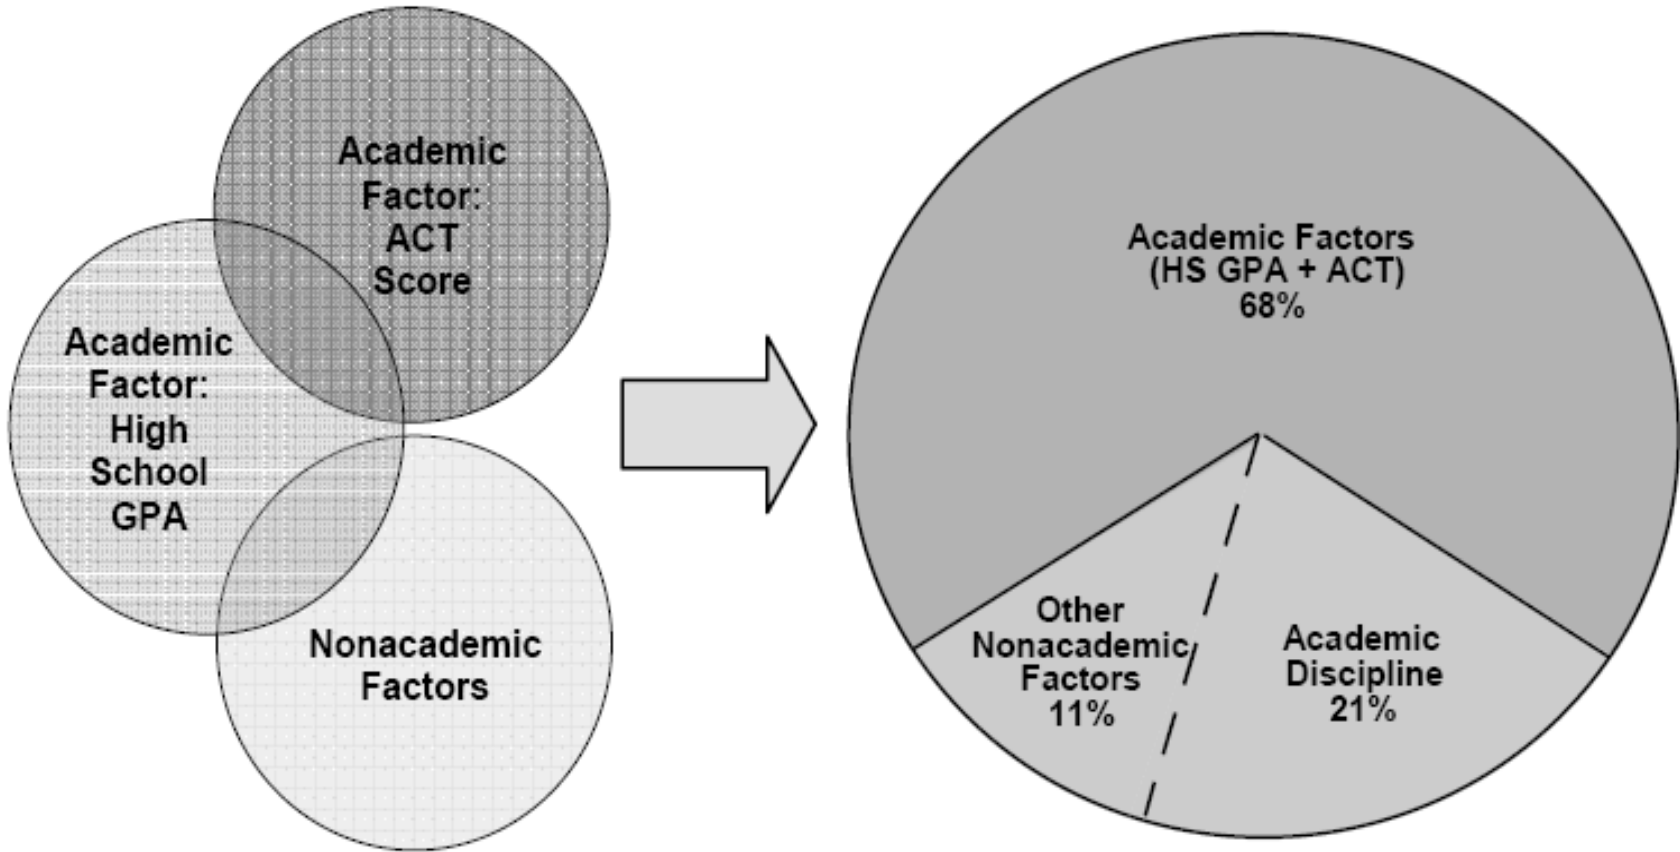 Academic
Factor:
ACT
Score
Academic
Factor:
High
School
GPA
Nonacademic
Factors
Academic Factors
(HS GPA + ACT)
68%
Other
Nonacademic
Factors
11%
Academic
Discipline
21%